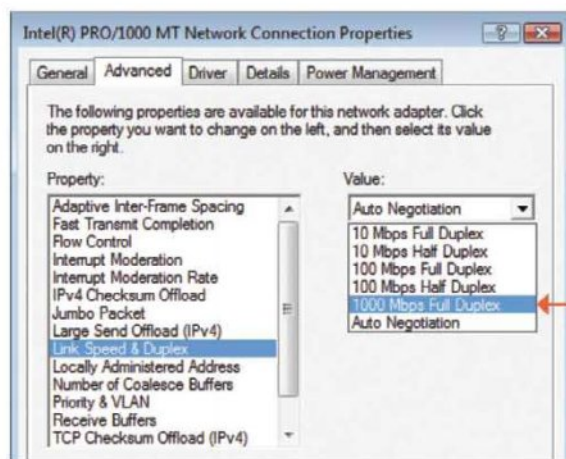 Intel(R) PRO/1000 MT Network Connection Properties
General Advanced Driver Details Power Management
The following properties are available for this network adapter. Click
the property you want to change on the left, and then select its value
on the right.
Property:
Adaptive Inter-Frame Spacing
Fast Transmit Completion
Flow Control
Interrupt Moderation
Interrupt Moderation Rate
IPv4 Checksum Offload
Jumbo Packet
Large Send Offload (IPv4)
Link Speed & Duplex
Locally Administered Address
Number of Coalesce Buffers
Priority & VLAN
Receive Buffers
TCP Checksum Offload (IPv4)
Value:
Auto Negotiation
10 Mbps Full Duplex
10 Mbps Half Duplex
100 Mbps Full Duplex
100 Mbps Half Duplex
1000 Mbps Full Duplex
Auto Negotiation